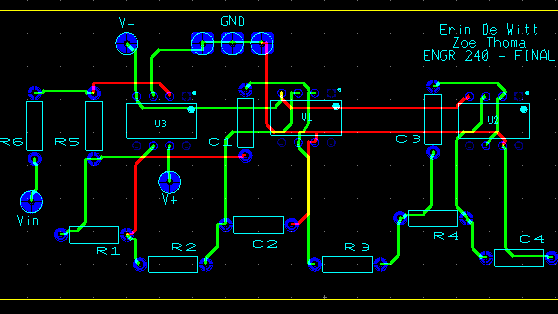 V-
GND
Erin De Witt
Zoe Thoma
ENGR 240 - FINAL
U3
R6
R5
C1
C3
V+
Vin
R1
R2
C2
R3
R4
C4